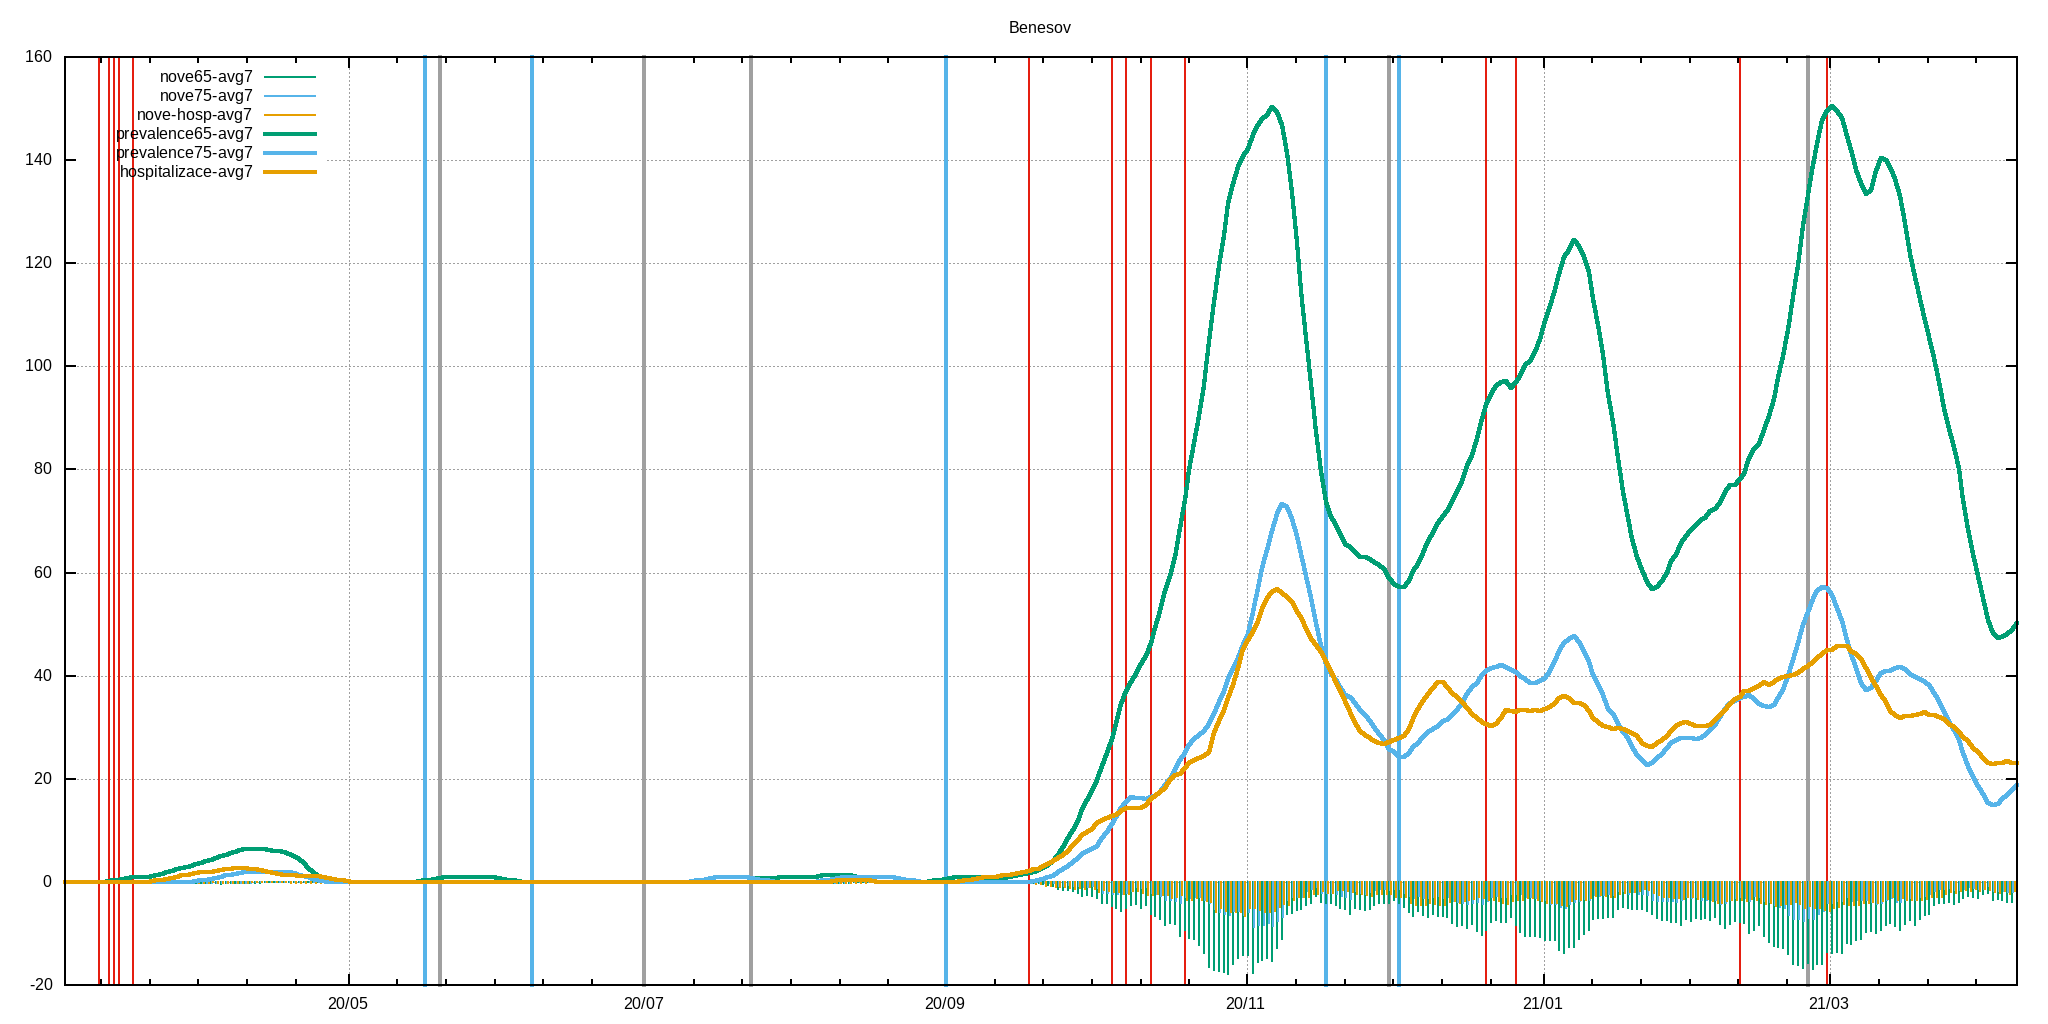 Benesov
160
nove65-avg7
nove75-avg7
nove-hosp-avg7
prevalence65-avg7
prevalence75-avg7
hospitalizace-avg7
140
120
100
80
60
40
20
0
-20
20/05
20/07
20/09
20/11
21/01
21/03